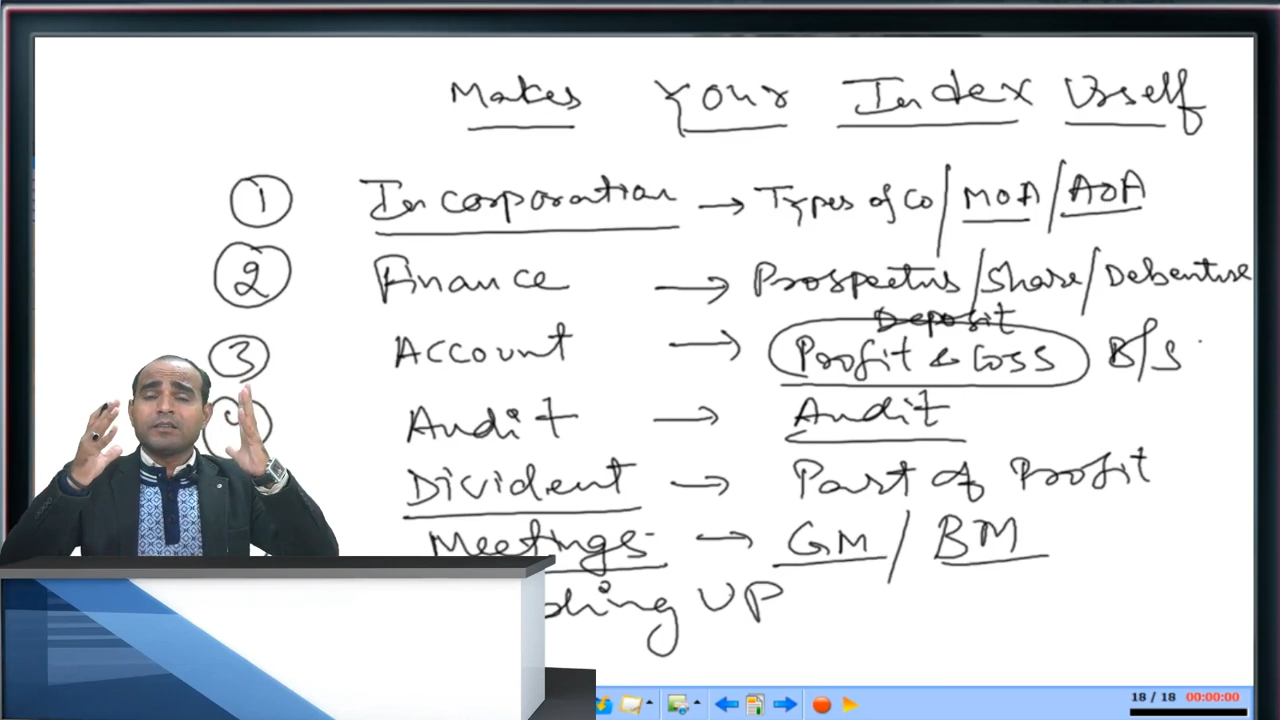 Makes Your Index Urself
1 Incorporation → Types of Co / MOA / AOA
2 Finance → Prospectus / Share / Debenture
Deposit
3 Account → Profit & Loss B/S
4 Audit → Audit
Divident → Part of Profit
Meetings → GM / BM
UP
18 / 18 00:00:00